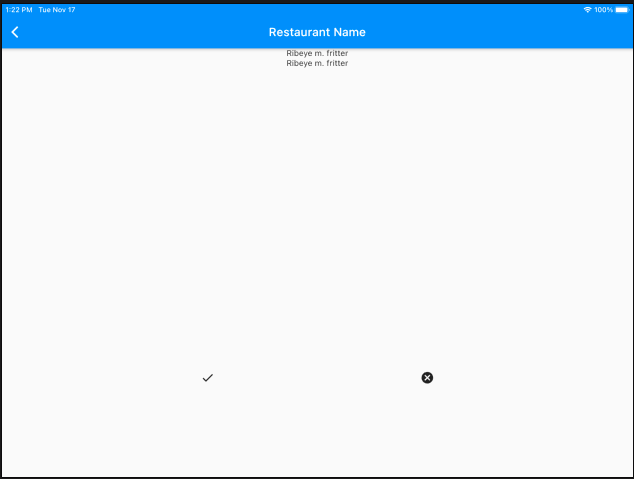 1:22 PM Tue Nov 17 100%
Restaurant Name
Ribeye m. fritter
Ribeye m. fritter